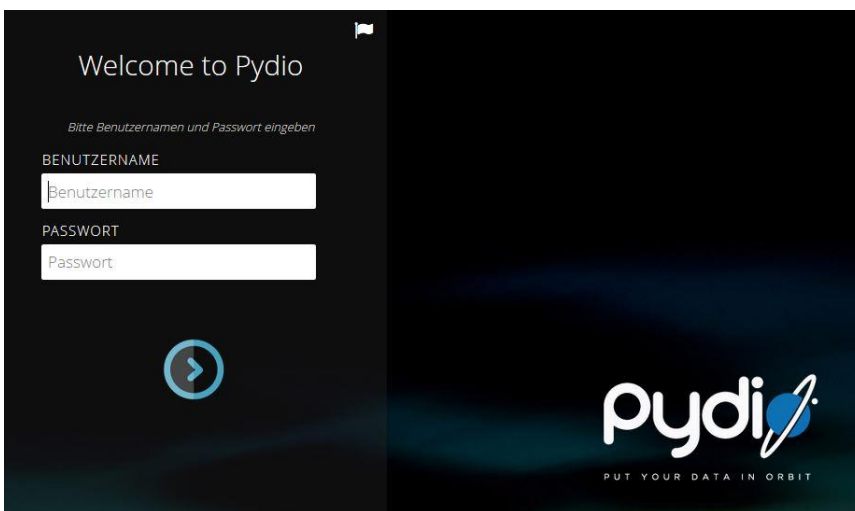 Welcome to Pydio
Bitte Benutzernamen und Passwort eingeben
BENUTZERNAME
Benutzername
PASSWORT
Passwort
pydio
PUT YOUR DATA IN ORBIT